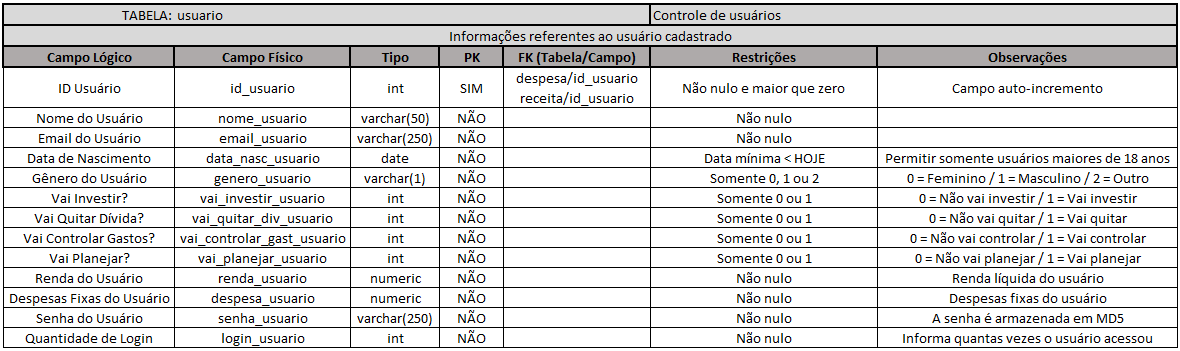 TABELA: usuario Controle de usuários
Informações referentes ao usuário cadastrado
Campo Lógico Campo Físico Tipo PK FK (Tabela/Campo) Restrições Observações
ID Usuário id_usuario int SIM despesa/id_usuario receita/id_usuario Não nulo e maior que zero Campo auto-incremento
Nome do Usuário nome_usuario varchar(50) NÃO Não nulo
Email do Usuário email_usuario varchar(250) NÃO Não nulo
Data de Nascimento data_nasc_usuario date NÃO Data mínima < HOJE Permitir somente usuários maiores de 18 anos
Gênero do Usuário genero_usuario varchar(1) NÃO Somente 0, 1 ou 2 0 = Feminino / 1 = Masculino / 2 = Outro
Vai Investir? vai_investir_usuario int NÃO Somente 0 ou 1 0 = Não vai investir / 1 = Vai investir
Vai Quitar Dívida? vai_quitar_div_usuario int NÃO Somente 0 ou 1 0 = Não vai quitar / 1 = Vai quitar
Vai Controlar Gastos? vai_controlar_gast_usuario int NÃO Somente 0 ou 1 0 = Não vai controlar / 1 = Vai controlar
Vai Planejar? vai_planejar_usuario int NÃO Somente 0 ou 1 0 = Não vai planejar / 1 = Vai planejar
Renda do Usuário renda_usuario numeric NÃO Não nulo Renda líquida do usuário
Despesas Fixas do Usuário despesa_usuario numeric NÃO Não nulo Despesas fixas do usuário
Senha do Usuário senha_usuario varchar(250) NÃO Não nulo A senha é armazenada em MD5
Quantidade de Login login_usuario int NÃO Não nulo Informa quantas vezes o usuário acessou